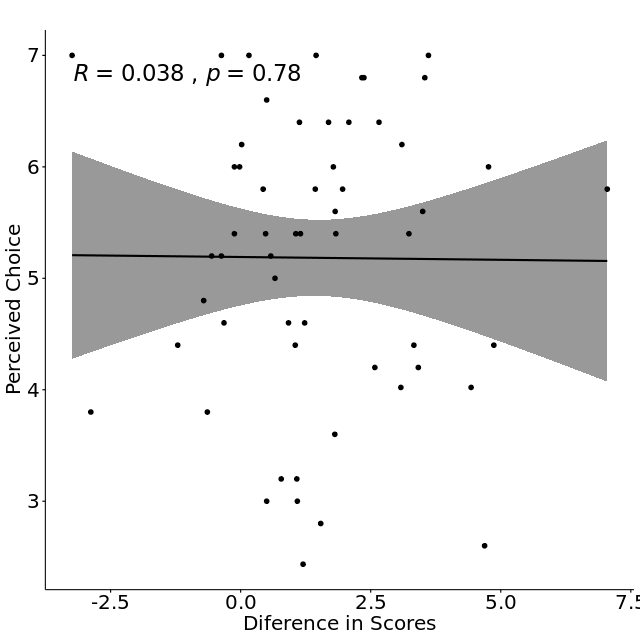 R = 0.038 , p = 0.78
7
6
5
4
3
Perceived Choice
-2.5 0.0 2.5 5.0 7.5
Diference in Scores